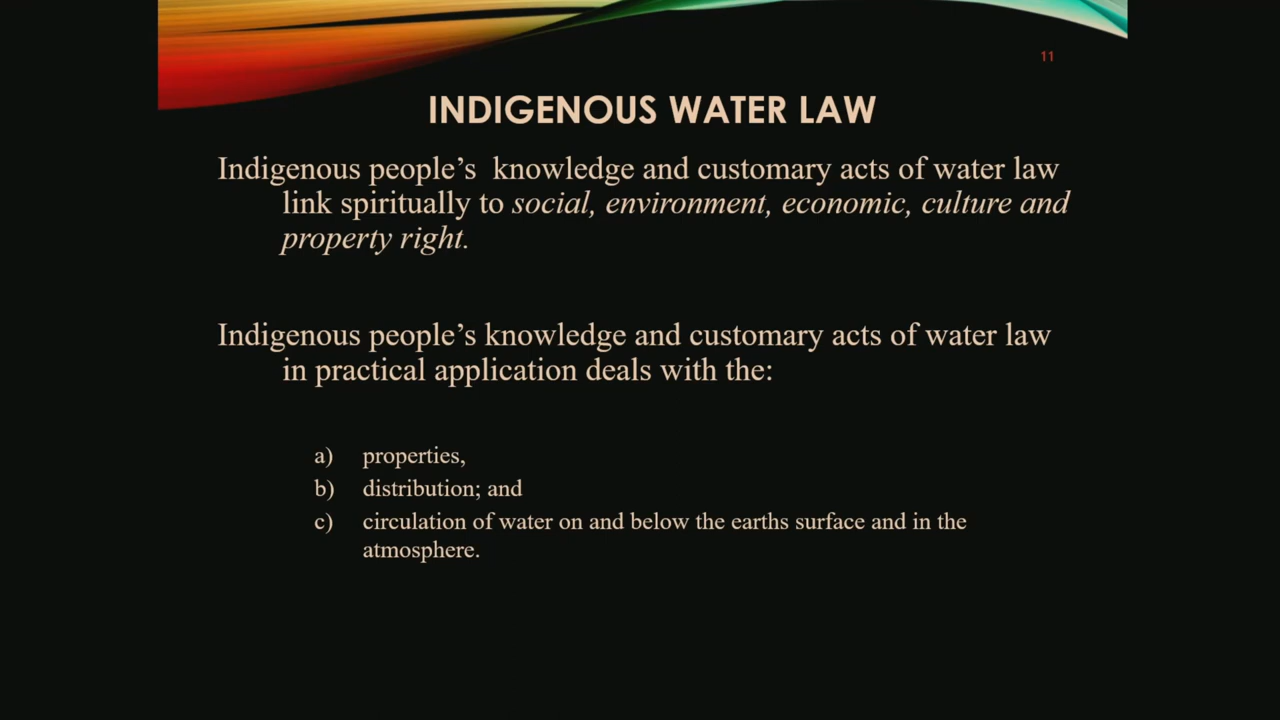 11
INDIGENOUS WATER LAW
Indigenous people’s  knowledge and customary acts of water law
link spiritually to social, environment, economic, culture and
property right.
Indigenous people’s knowledge and customary acts of water law
in practical application deals with the:
a) properties,
b) distribution; and
c) circulation of water on and below the earths surface and in the
atmosphere.